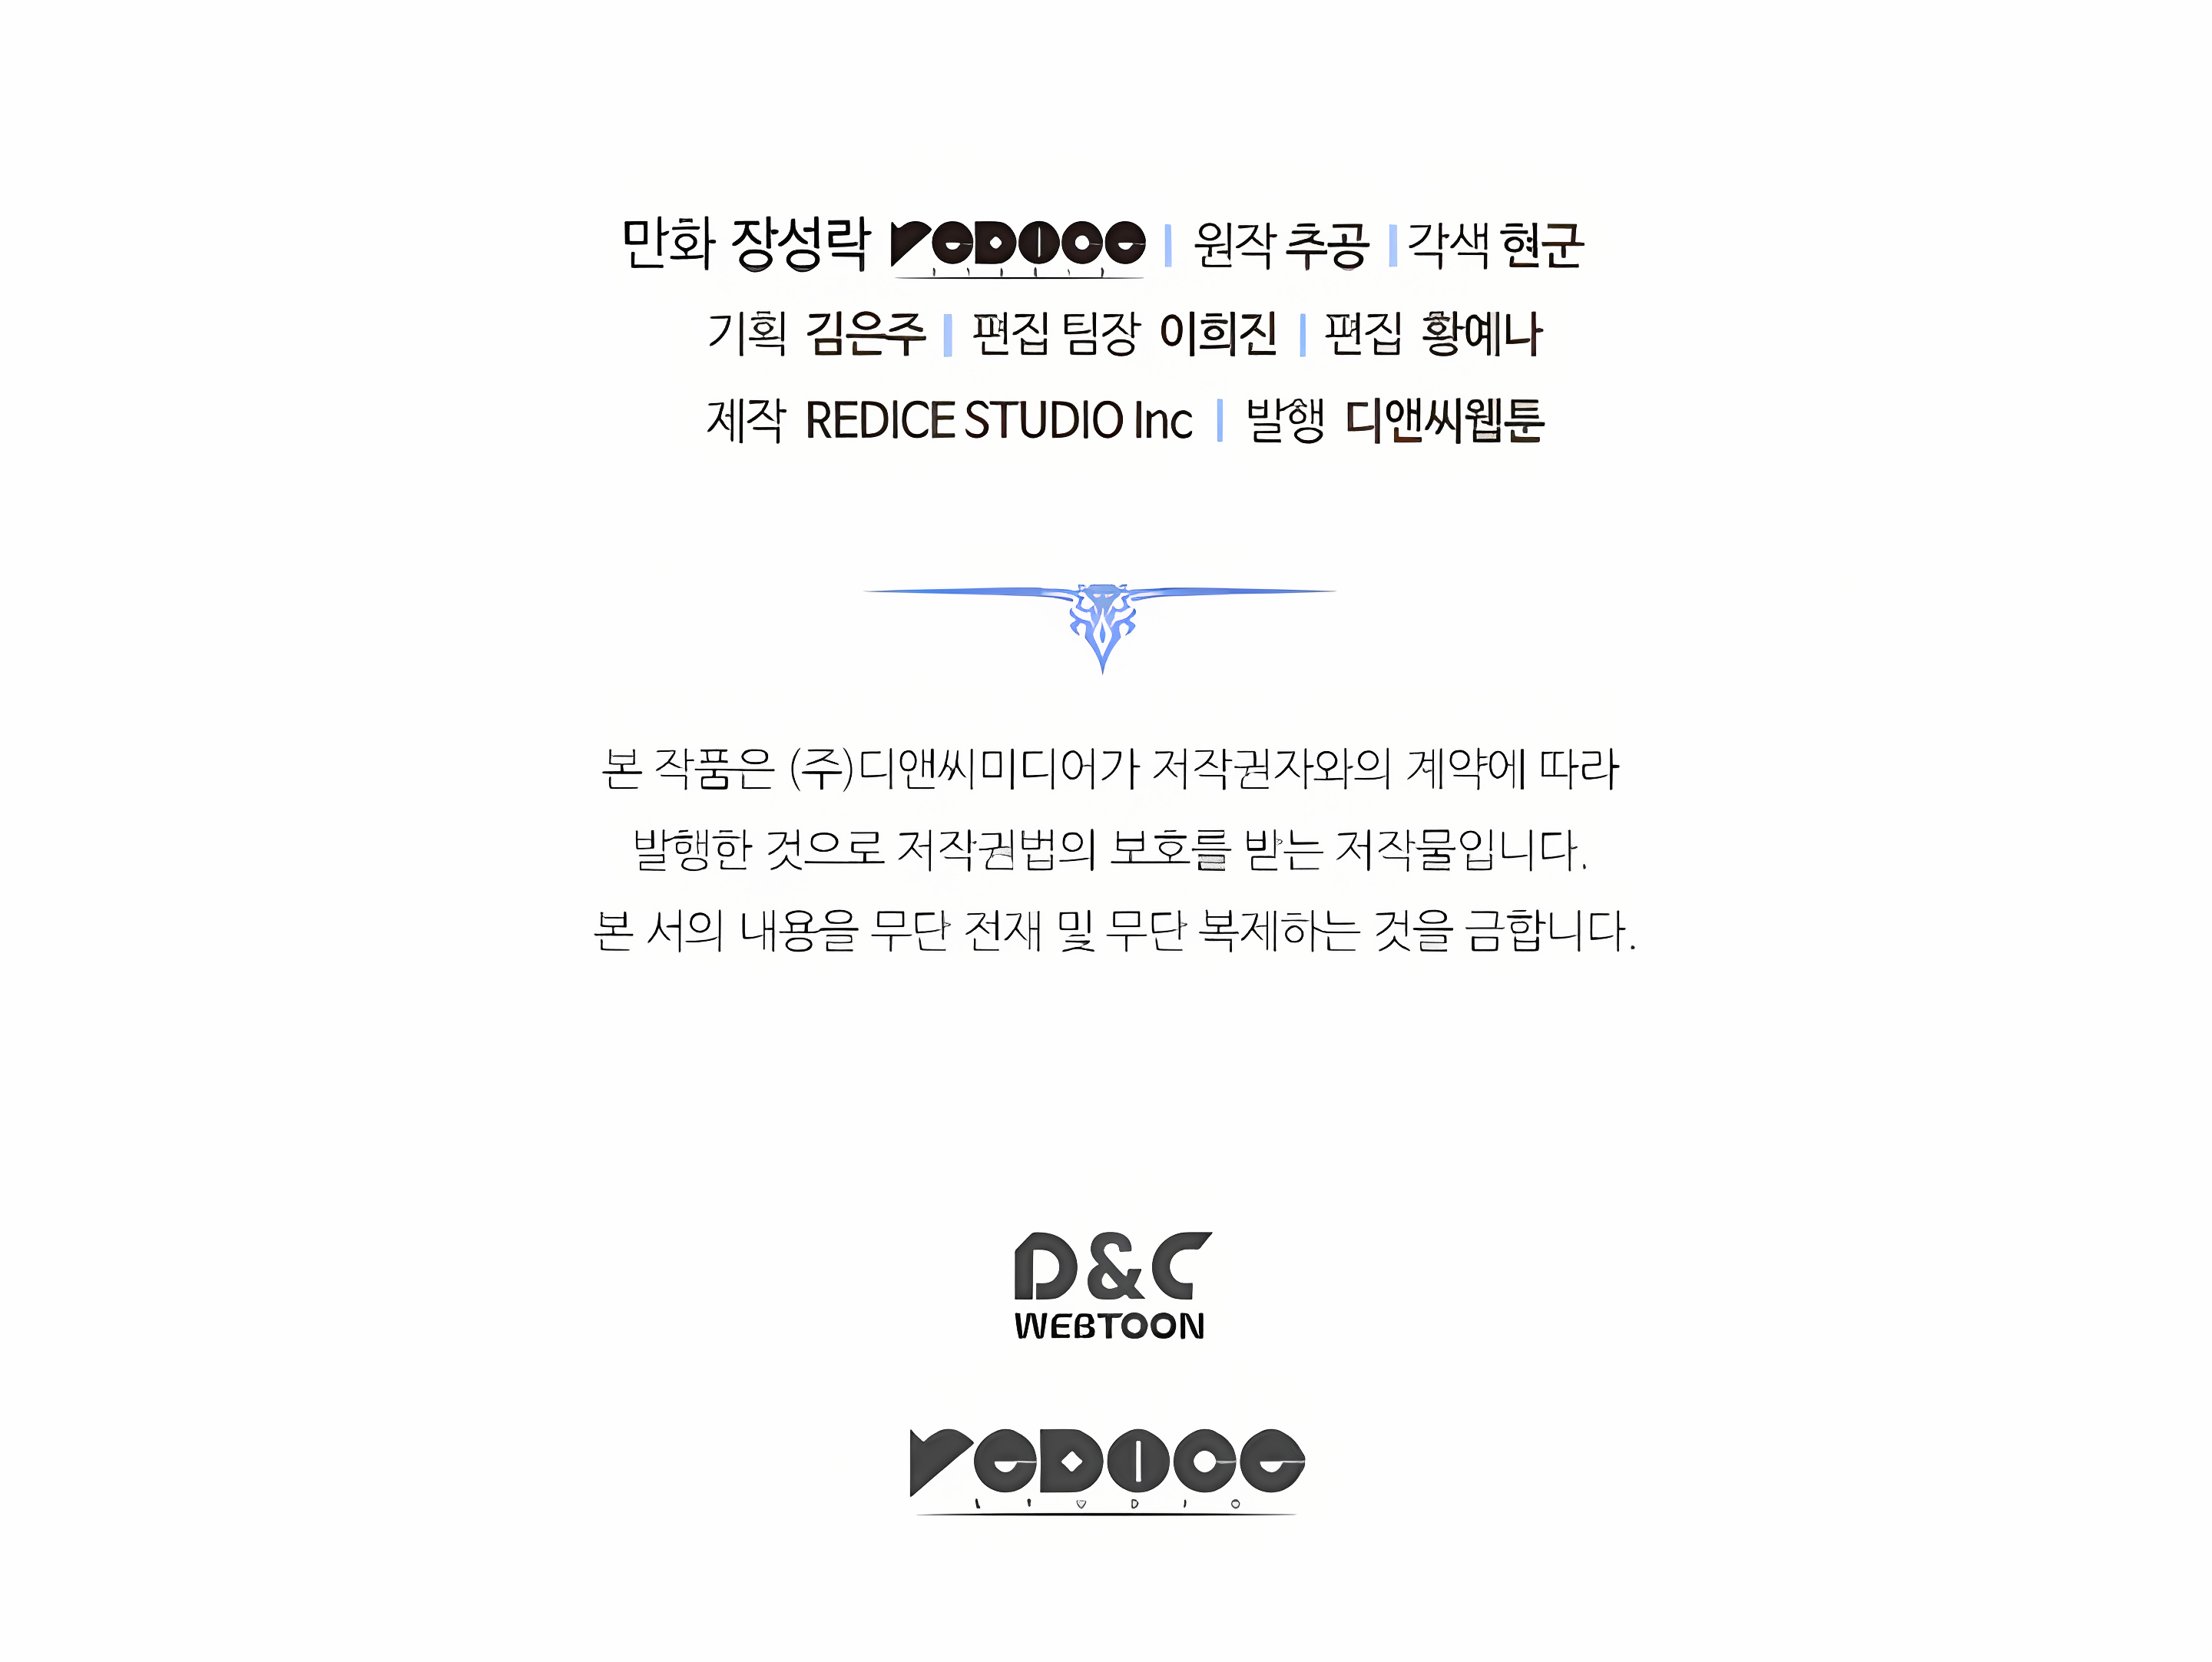 만화 장성락 REDICE STUDIO | 원작 추공 | 각색 현군
기획 김은주 | 편집 팀장 이희진 | 편집 황예나
제작 REDICE STUDIO Inc | 발행 디앤씨웹툰
본 작품은 (주)디앤씨미디어가 저작권자와의 계약에 따라
발행한 것으로 저작권법의 보호를 받는 저작물입니다.
본 서의 내용을 무단 전재 및 무단 복제하는 것을 금합니다.
D&C
WEBTOON
REDICE
STUDIO